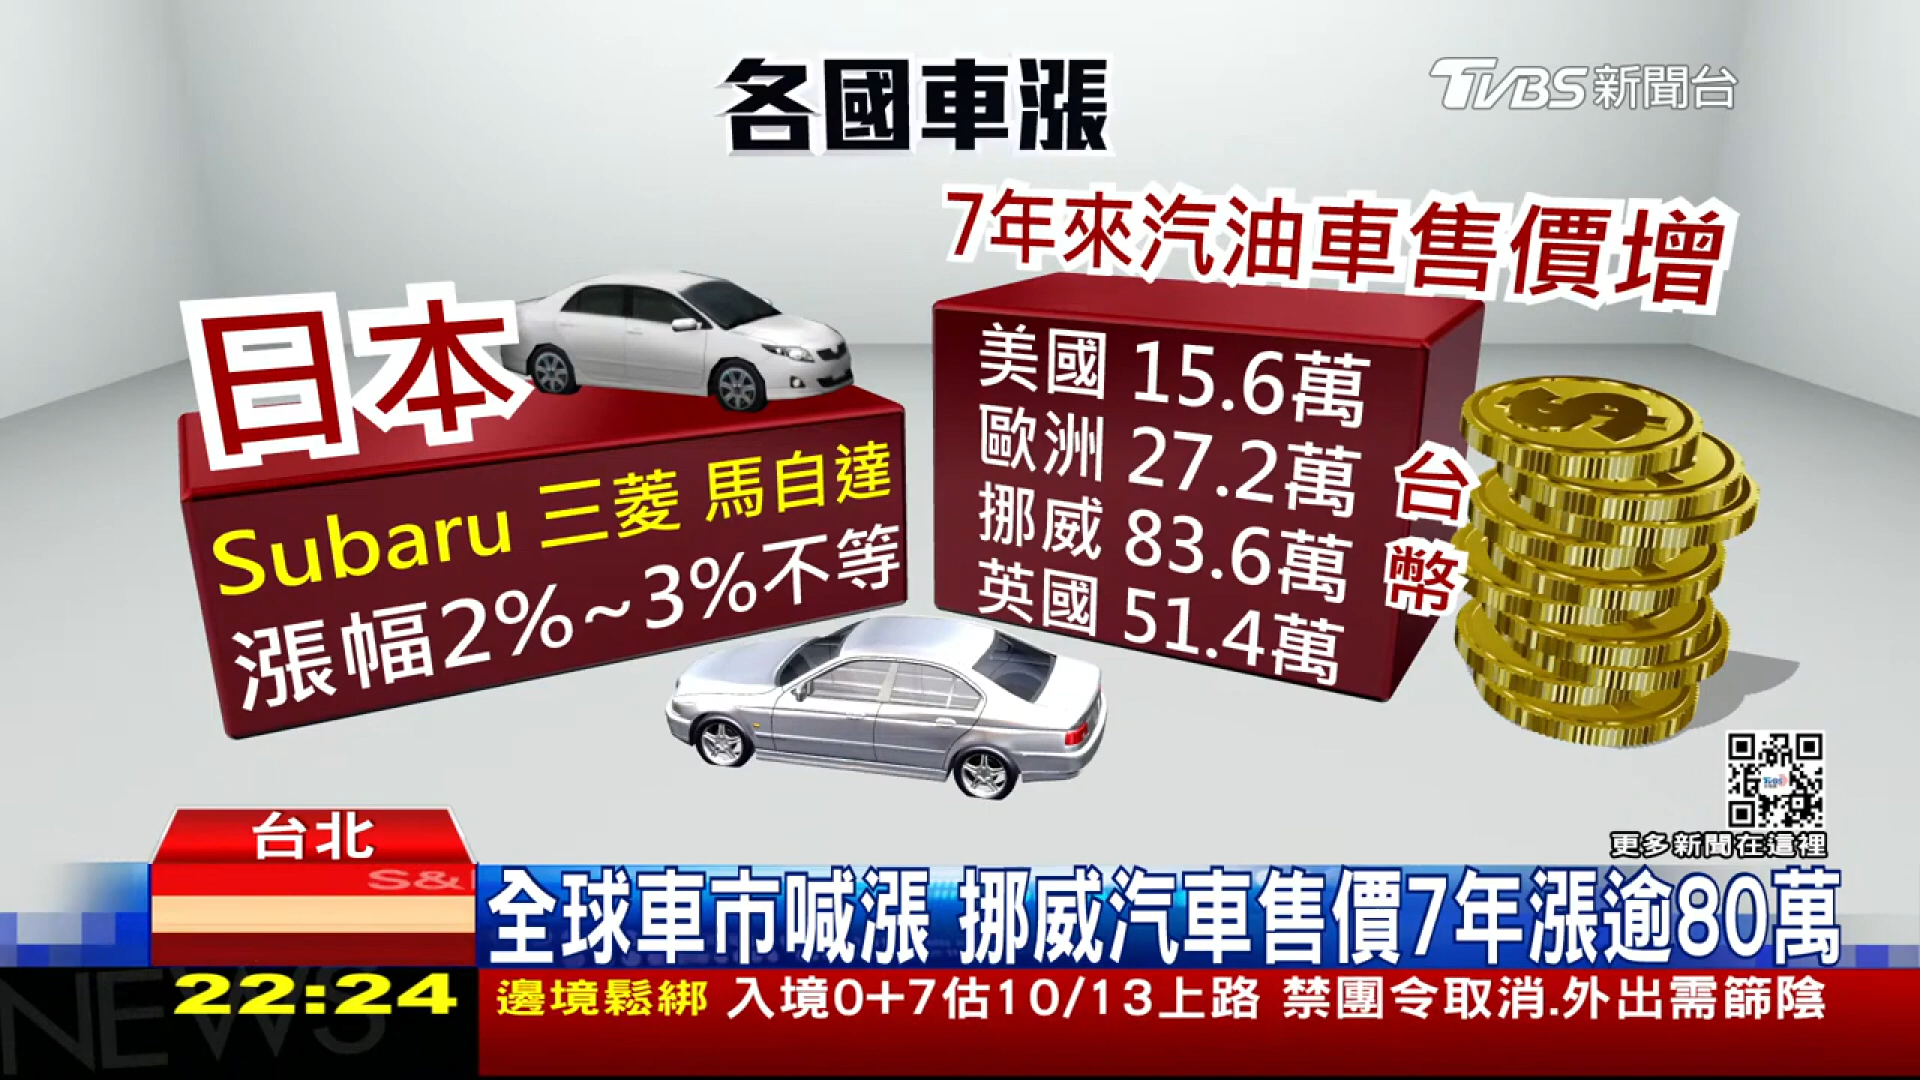 各國車漲
TVBS新聞台
7年來汽油車售價增
日本
Subaru 三菱 馬自達
漲幅2%~3%不等
美國 15.6萬
歐洲 27.2萬
挪威 83.6萬
英國 51.4萬
台幣
TVBS
更多新聞在這裡
台北
S&
全球車市喊漲 挪威汽車售價7年漲逾80萬
NEWS
22:24
邊境鬆綁 入境0+7估10/13上路 禁團令取消.外出需篩陰